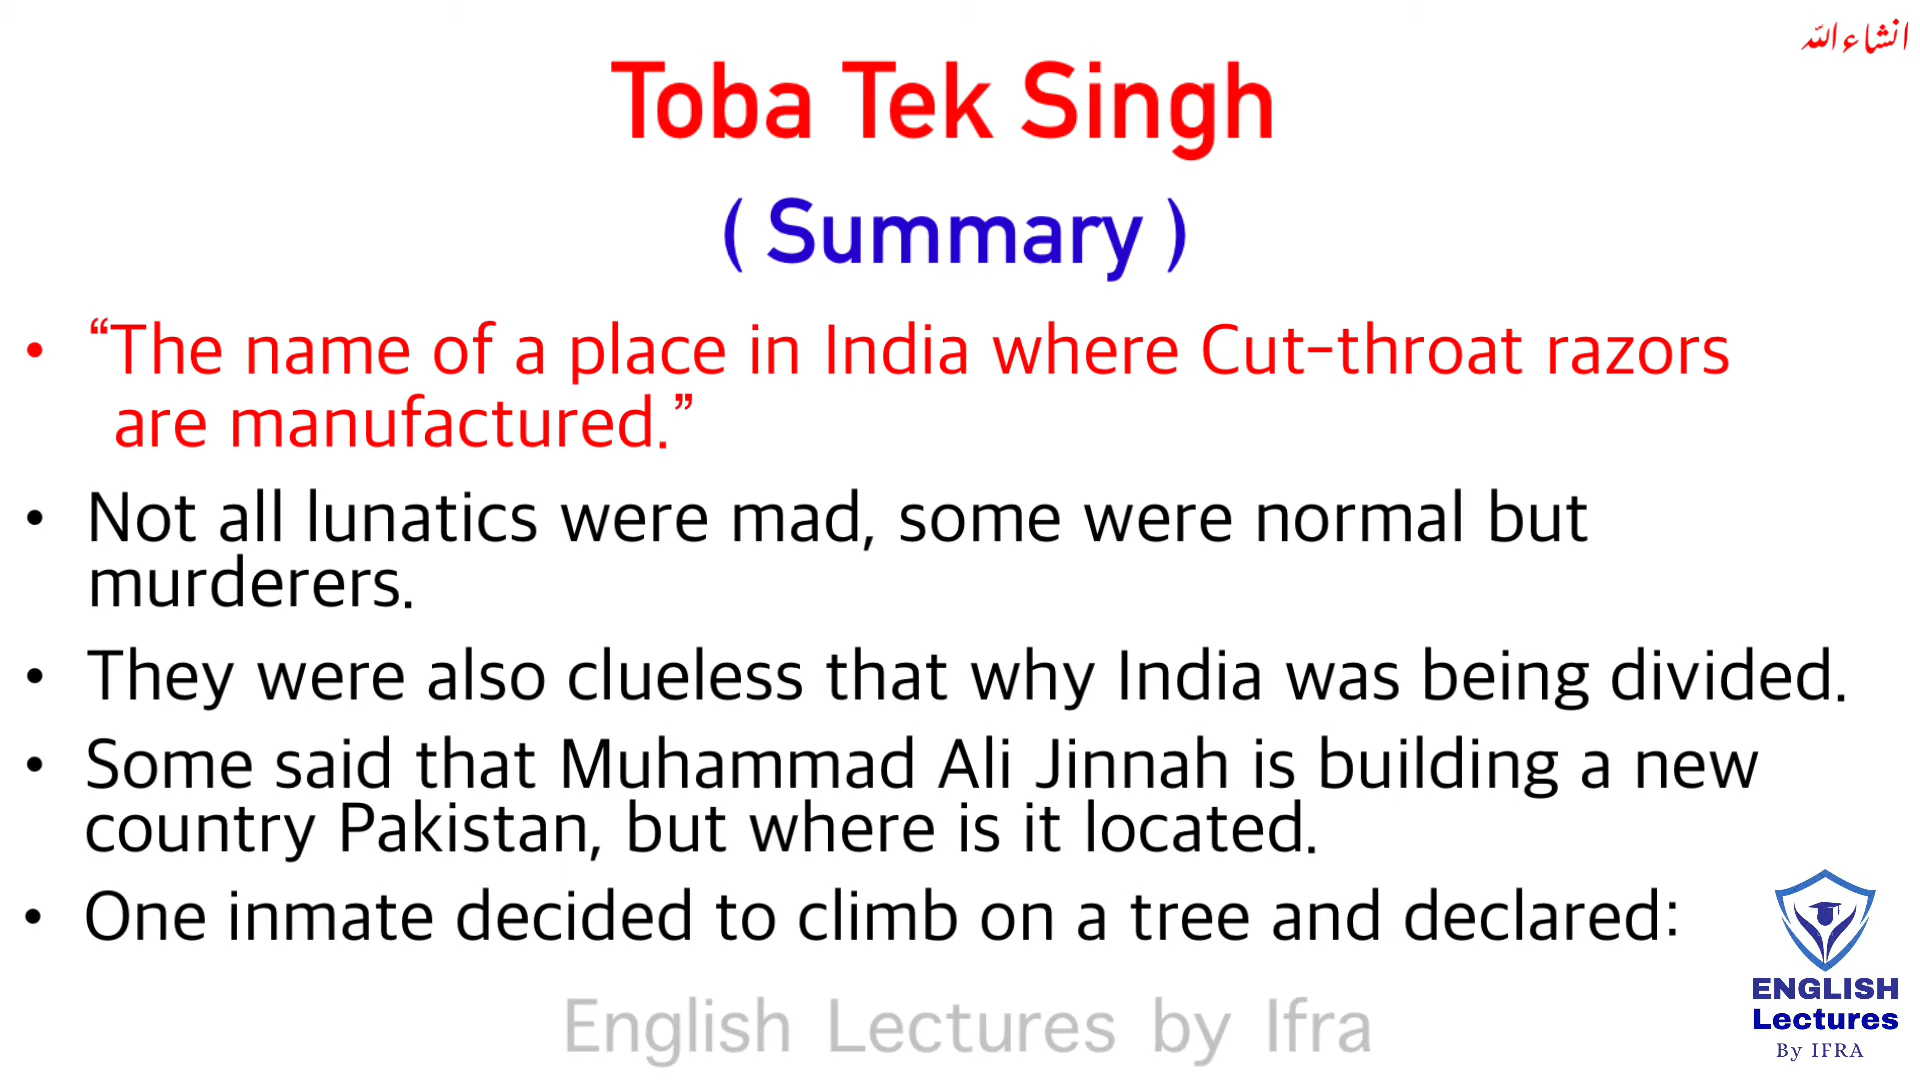 انشاءاللہ
Toba Tek Singh
( Summary )
• “The name of a place in India where Cut-throat razors
are manufactured.”
• Not all lunatics were mad, some were normal but
murderers.
• They were also clueless that why India was being divided.
• Some said that Muhammad Ali Jinnah is building a new
country Pakistan, but where is it located.
• One inmate decided to climb on a tree and declared:
English Lectures by Ifra
ENGLISH
Lectures
By IFRA